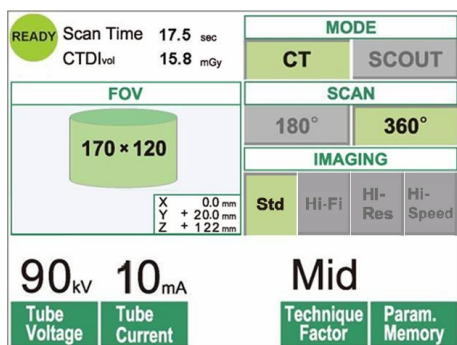 READY
Scan Time 17.5 sec
CTDIvol 15.8 mGy
MODE
CT SCOUT
FOV
170 × 120
X 0.0 mm
Y + 20.0 mm
Z + 122 mm
SCAN
180° 360°
IMAGING
Std Hi-Fi HI-Res Hi-Speed
90kV 10mA Mid
Tube Voltage
Tube Current
Technique Factor
Param. Memory